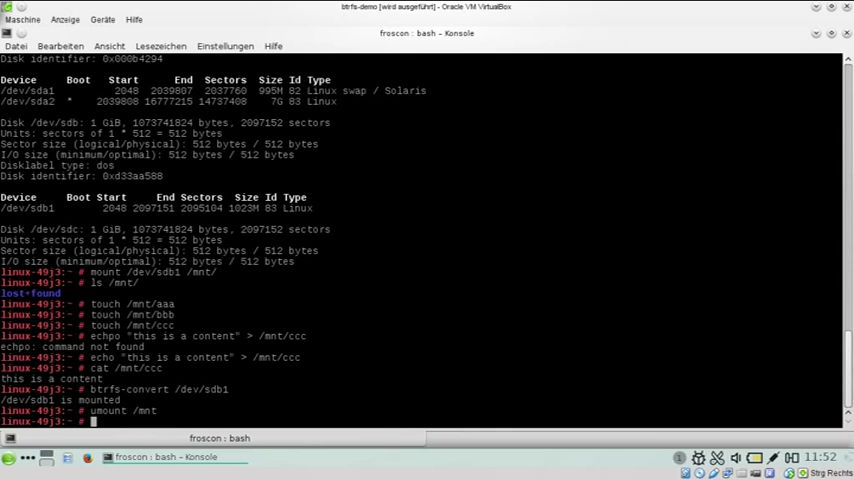 btrfs-demo [wird ausgeführt] - Oracle VM VirtualBox
Maschine Anzeige Geräte Hilfe
froscon : bash – Konsole
Datei Bearbeiten Ansicht Lesezeichen Einstellungen Hilfe
Disk identifier: 0x000b4294
Device Boot Start End Sectors Size Id Type
/dev/sda1 2048 2039807 2037760 995M 82 Linux swap / Solaris
/dev/sda2 * 2039808 16777215 14737408 7G 83 Linux
Disk /dev/sdb: 1 GiB, 1073741824 bytes, 2097152 sectors
Units: sectors of 1 * 512 = 512 bytes
Sector size (logical/physical): 512 bytes / 512 bytes
I/O size (minimum/optimal): 512 bytes / 512 bytes
Disklabel type: dos
Disk identifier: 0xd33aa588
Device Boot Start End Sectors Size Id Type
/dev/sdb1 2048 2097151 2095104 1023M 83 Linux
Disk /dev/sdc: 1 GiB, 1073741824 bytes, 2097152 sectors
Units: sectors of 1 * 512 = 512 bytes
Sector size (logical/physical): 512 bytes / 512 bytes
I/O size (minimum/optimal): 512 bytes / 512 bytes
linux-49j3:~ # mount /dev/sdb1 /mnt/
linux-49j3:~ # ls /mnt/
lost+found
linux-49j3:~ # touch /mnt/aaa
linux-49j3:~ # touch /mnt/bbb
linux-49j3:~ # touch /mnt/ccc
linux-49j3:~ # echpo "this is a content" > /mnt/ccc
echpo: command not found
linux-49j3:~ # echo "this is a content" > /mnt/ccc
linux-49j3:~ # cat /mnt/ccc
this is a content
linux-49j3:~ # btrfs-convert /dev/sdb1
/dev/sdb1 is mounted
linux-49j3:~ # umount /mnt
linux-49j3:~ #
froscon : bash
froscon : bash – Konsole
1
11:52
Strg Rechts